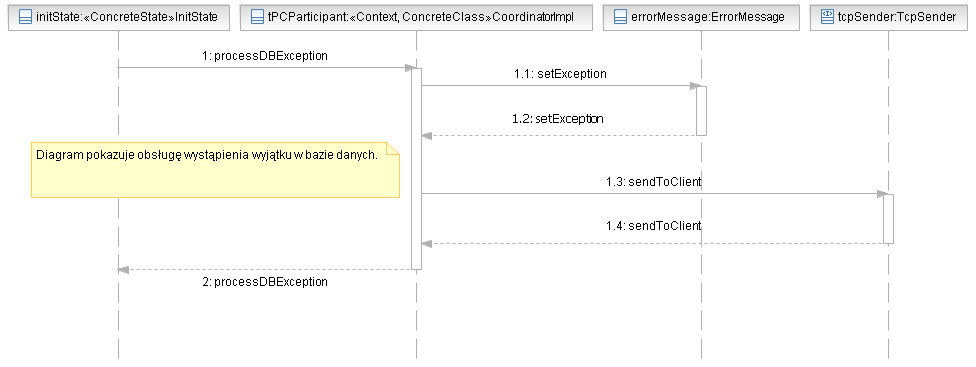 initState:«ConcreteState»InitState
tPCParticipant:«Context, ConcreteClass»CoordinatorImpl
errorMessage:ErrorMessage
tcpSender:TcpSender
1: processDBException
1.1: setException
1.2: setException
Diagram pokazuje obsługę wystąpienia wyjątku w bazie danych.
1.3: sendToClient
1.4: sendToClient
2: processDBException